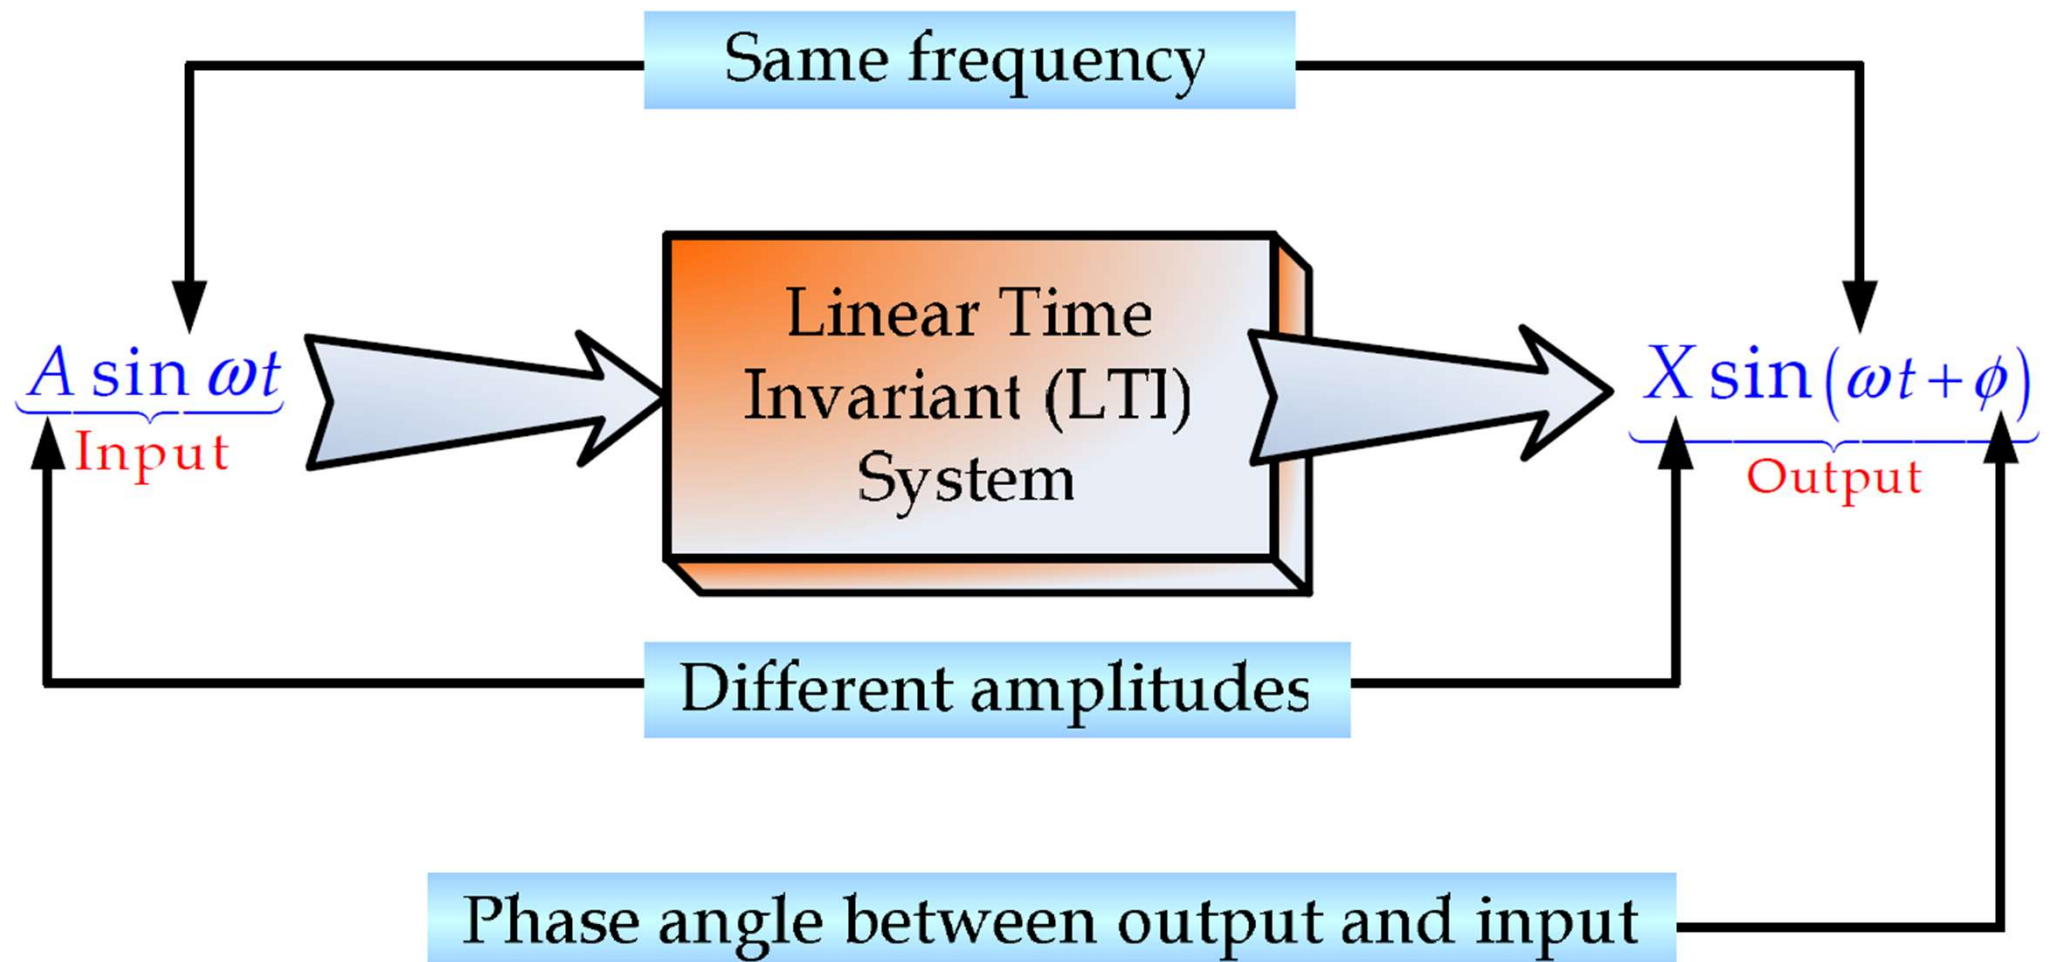 Same frequency
A sin ωt
Input
Linear Time
Invariant (LTI)
System
X sin(ωt+ϕ)
Output
Different amplitudes
Phase angle between output and input